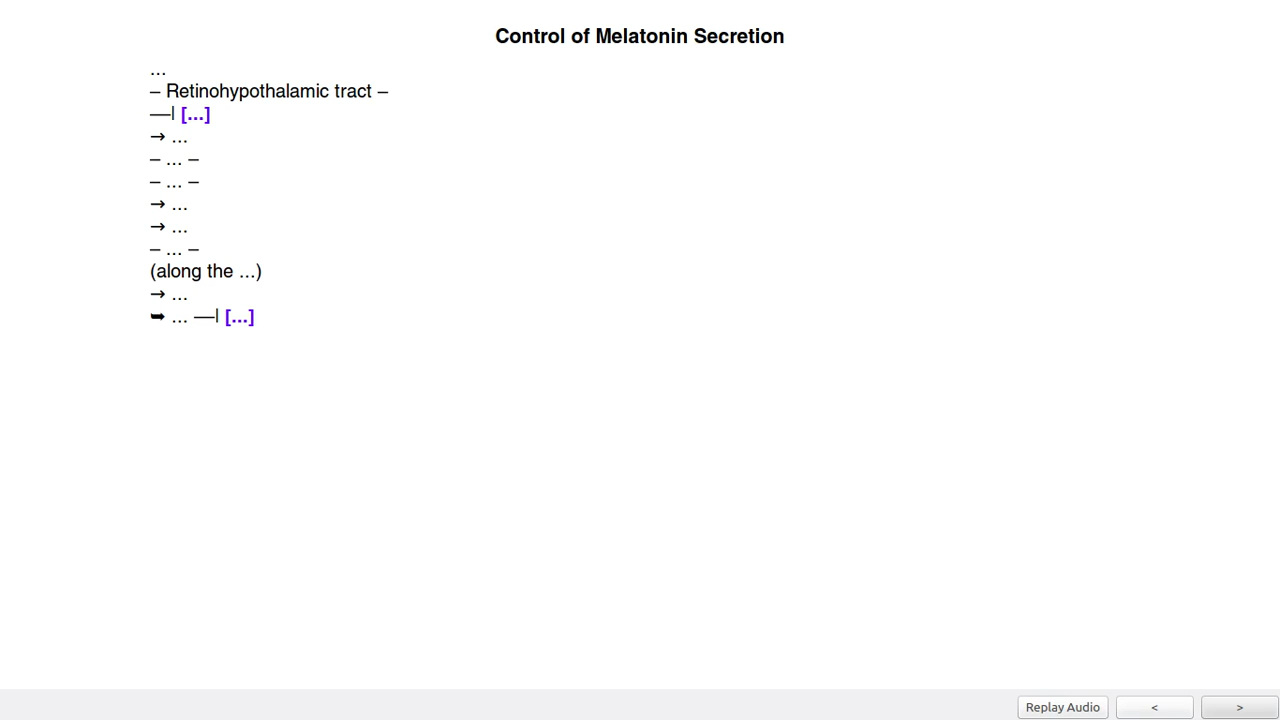 Control of Melatonin Secretion
...
– Retinohypothalamic tract –
—| [...]
→ ...
– ... –
– ... –
→ ...
→ ...
– ... –
(along the ...)
→ ...
➥ ... —| [...]
Replay Audio
<
>